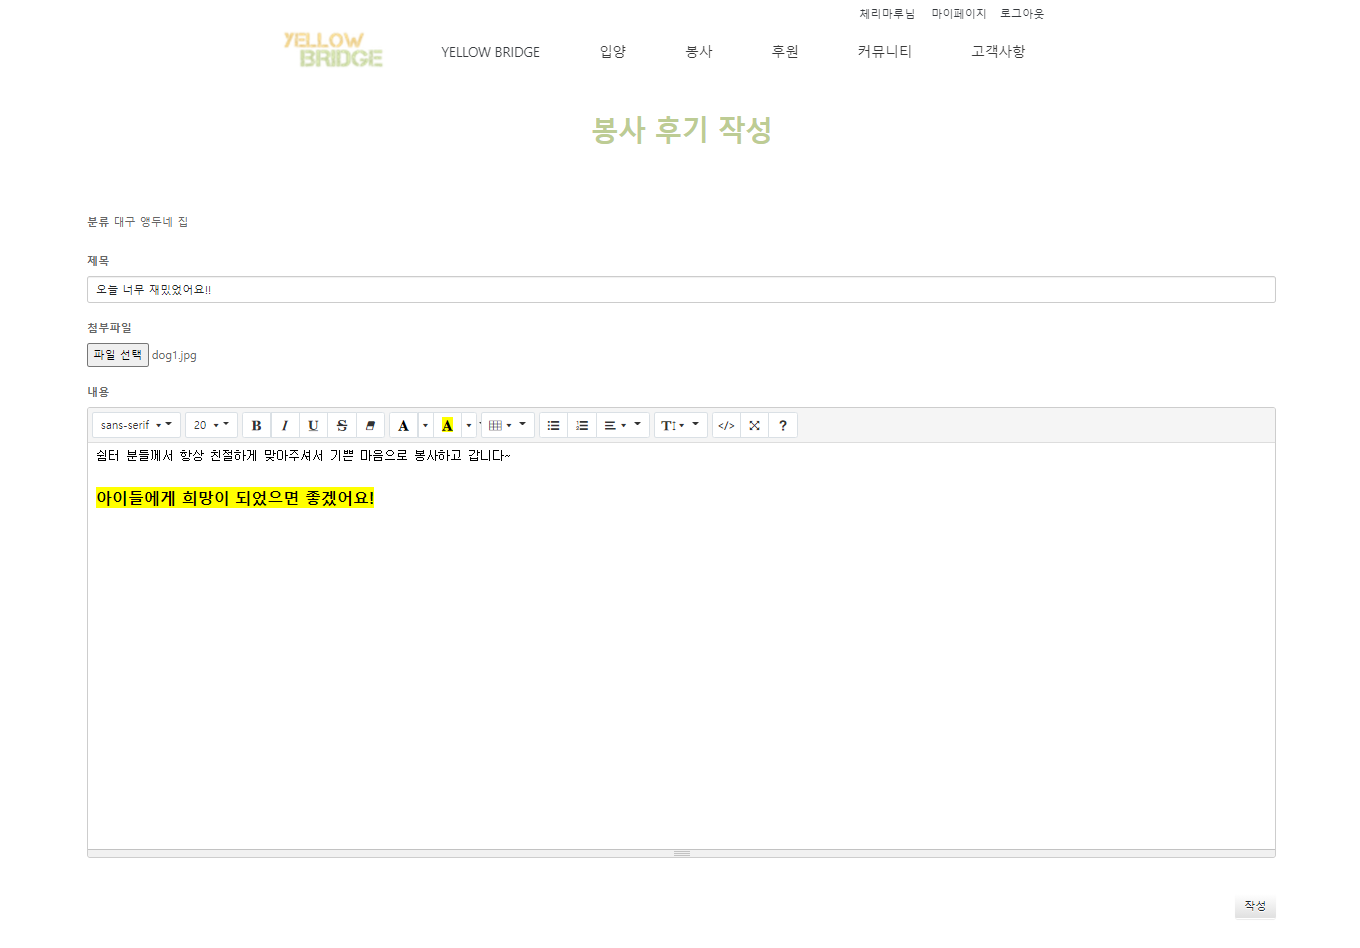 체리마루님 마이페이지 로그아웃
YELLOW BRIDGE
YELLOW BRIDGE 입양 봉사 후원 커뮤니티 고객사항
봉사 후기 작성
분류 대구 앵두네 집
제목
오늘 너무 재밌었어요!!
첨부파일
파일 선택 dog1.jpg
내용
sans-serif 20 B I U S A A TI </> ?
쉼터 분들께서 항상 친절하게 맞아주셔서 기쁜 마음으로 봉사하고 갑니다~
아이들에게 희망이 되었으면 좋겠어요!
작성